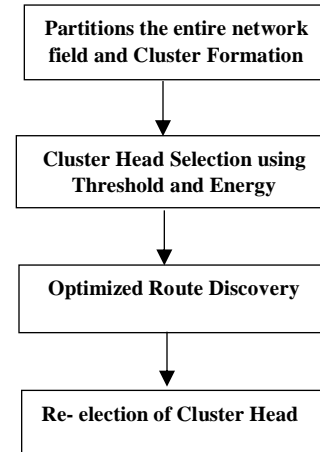 Partitions the entire network
field and Cluster Formation
Cluster Head Selection using
Threshold and Energy
Optimized Route Discovery
Re- election of Cluster Head